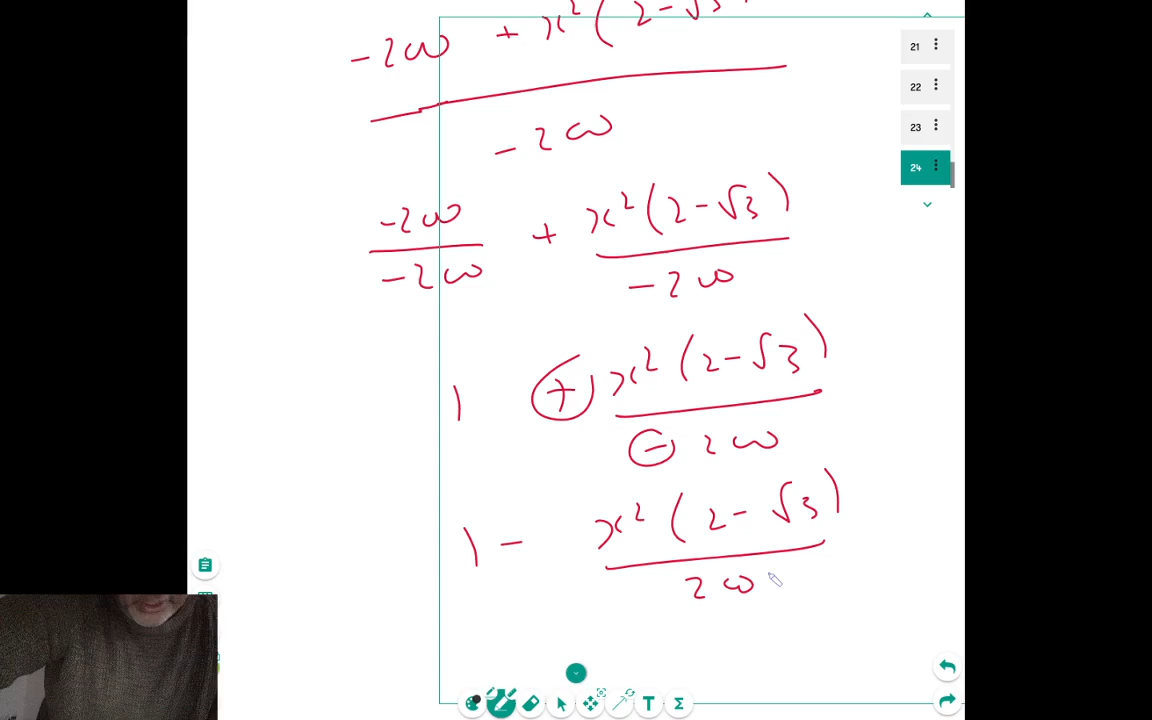 -2ω + x²(2-√3
-2ω
-2ω/-2ω + x²(2-√3)/-2ω
1 + x²(2-√3)/-2ω
1 - x²(2-√3)/2ω
21
22
23
24
T Σ